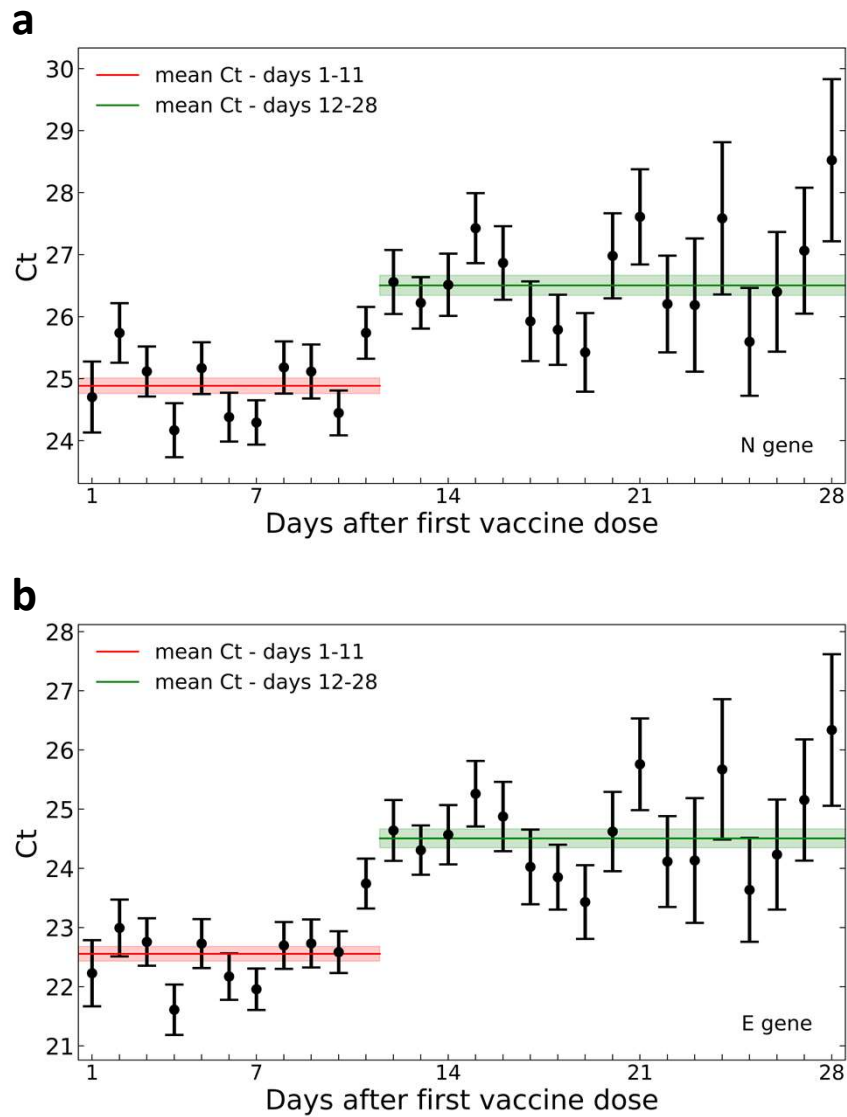 a
mean Ct - days 1-11
mean Ct - days 12-28
30
29
28
27
26
25
24
Ct
N gene
1 7 14 21 28
Days after first vaccine dose
b
mean Ct - days 1-11
mean Ct - days 12-28
28
27
26
25
24
23
22
21
Ct
E gene
1 7 14 21 28
Days after first vaccine dose